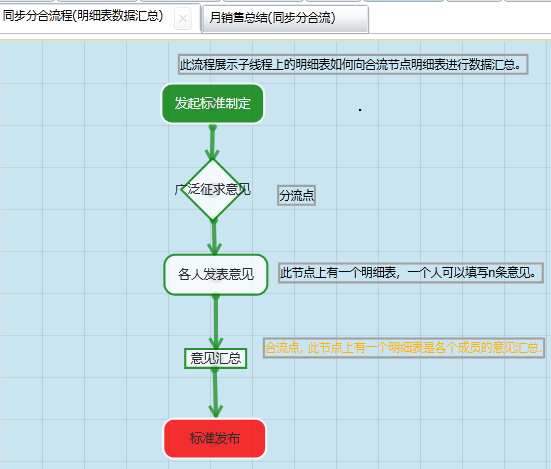 同步分合流程(明细表数据汇总)
月销售总结(同步分合流)
此流程展示子线程上的明细表如何向合流节点明细表进行数据汇总。
发起标准制定
广泛征求意见
分流点
各人发表意见
此节点上有一个明细表，一个人可以填写n条意见。
意见汇总
合流点, 此节点上有一个明细表是各个成员的意见汇总.
标准发布